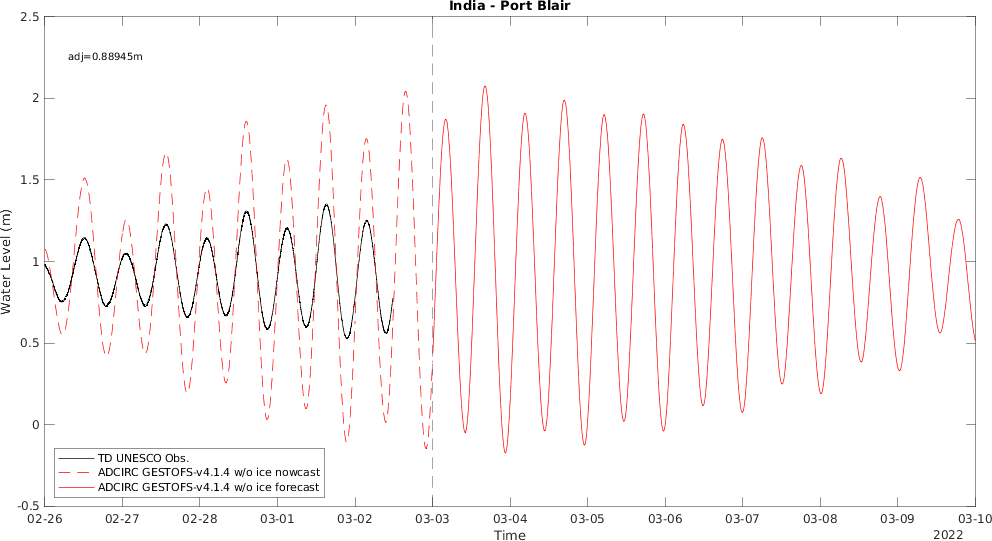 India - Port Blair
adj=0.88945m
Water Level (m)
2.5
2
1.5
1
0.5
0
-0.5
TD UNESCO Obs.
ADCIRC GESTOFS-v4.1.4 w/o ice nowcast
ADCIRC GESTOFS-v4.1.4 w/o ice forecast
02-26 02-27 02-28 03-01 03-02 03-03 03-04 03-05 03-06 03-07 03-08 03-09 03-10
Time
2022